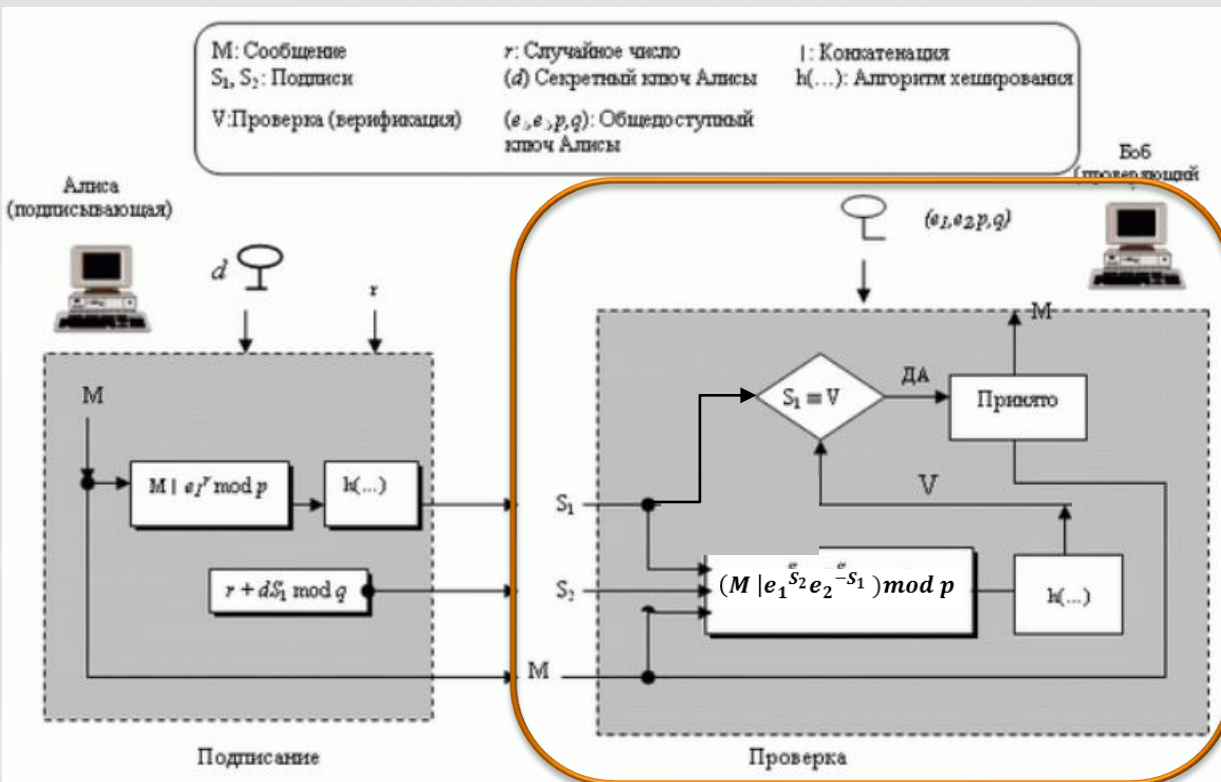 M: Сообщение
S₁, S₂: Подписи
V:Проверка (верификация)
r: Случайное число
(d) Секретный ключ Алисы
(e₁,e₂,p,q): Общедоступный
ключ Алисы
|: Конкатенация
h(...): Алгоритм хеширования
Алиса
(подписывающая)
d
r
M
M | e₁ʳ mod p
h(...)
r + dS₁ mod q
Подписание
Боб
(проверяющий
(e₁,e₂,p,q)
M
S₁ ≡ V
ДА
Принято
V
S₁
S₂
M
(M |e₁^S₂ e₂^-S₁ )mod p
h(...)
Проверка